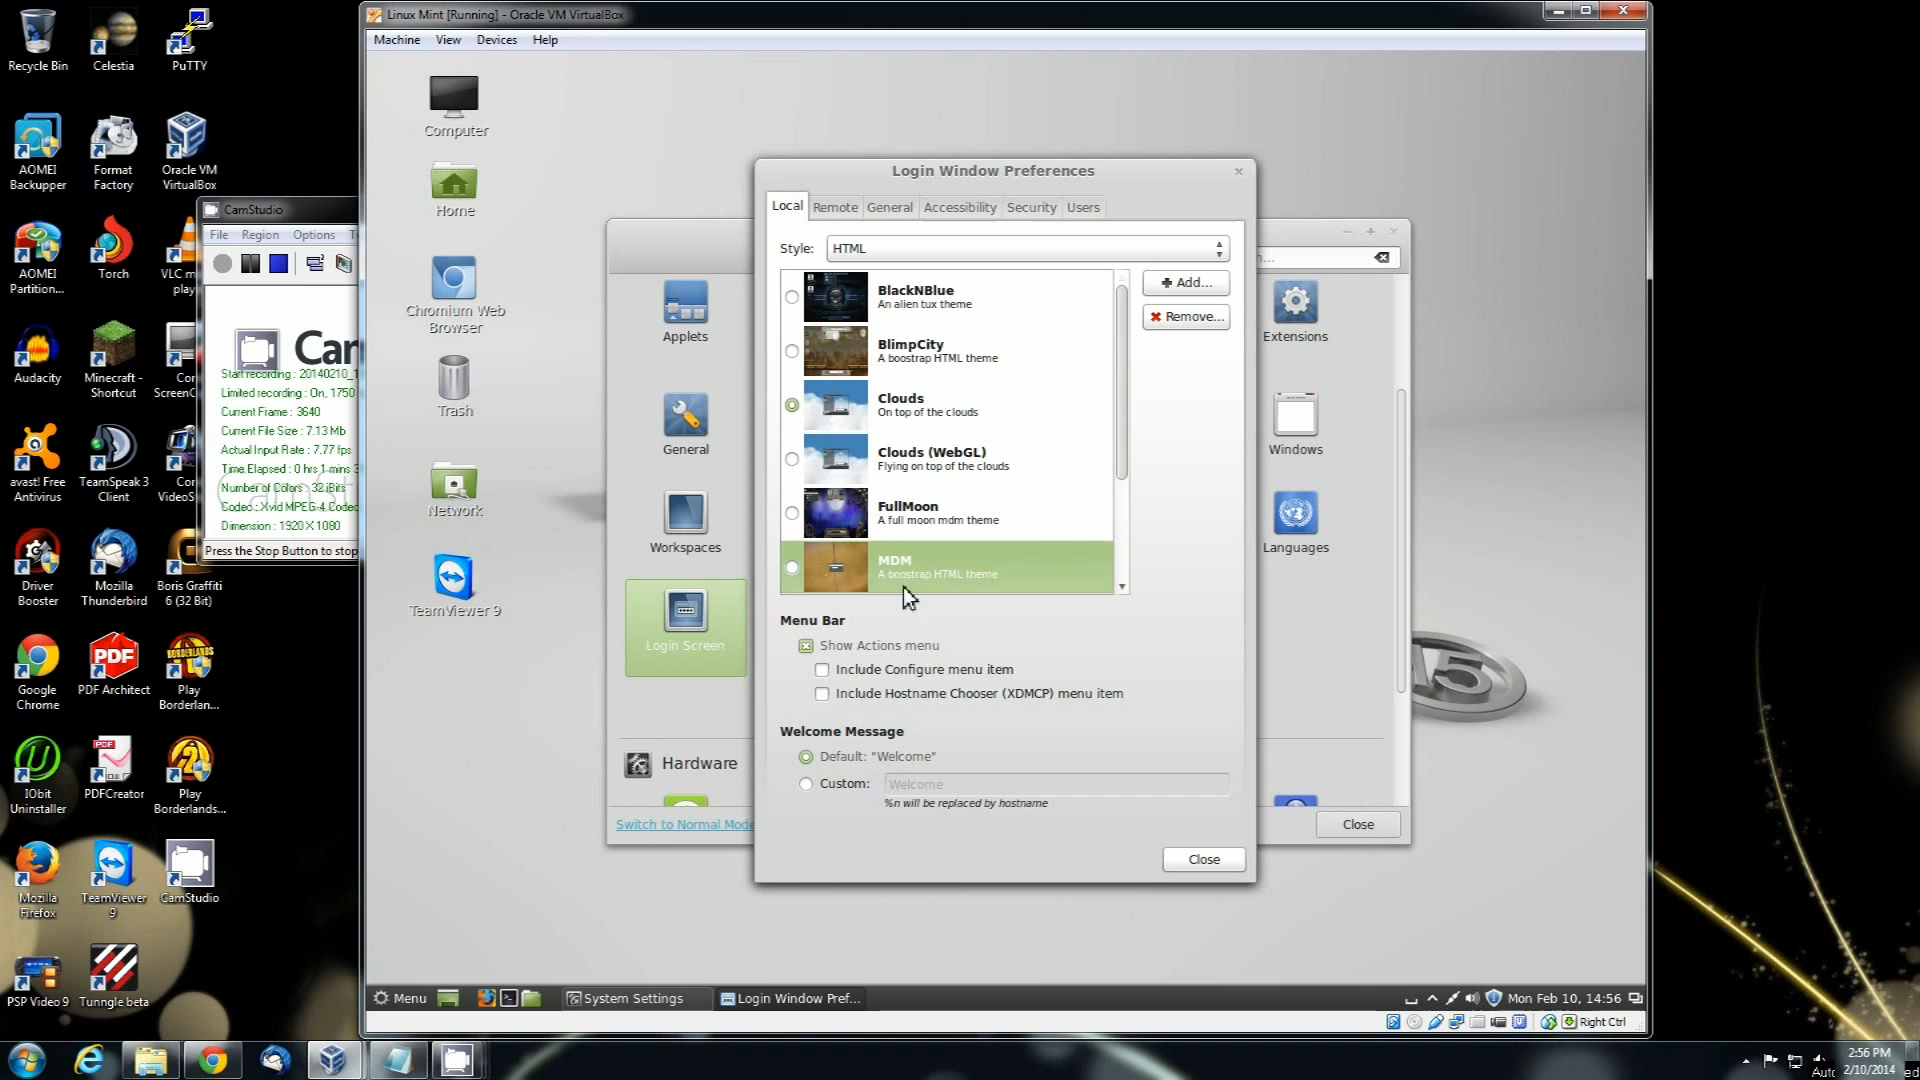 Recycle Bin
Celestia
PuTTY
AOMEI
Backupper
Format
Factory
Oracle VM
VirtualBox
AOMEI
Partition...
Torch
VLC m
play
Audacity
Minecraft -
Shortcut
Cor
ScreenC
avast! Free
Antivirus
TeamSpeak 3
Client
Cor
VideoS
Driver
Booster
Mozilla
Thunderbird
Boris Graffiti
6 (32 Bit)
Google
Chrome
PDF Architect
Play
Borderlan...
IObit
Uninstaller
PDFCreator
Play
Borderlands...
Mozilla
Firefox
TeamViewer
9
CamStudio
PSP Video 9
Tunngle beta
CamStudio
File Region Options T
Car
Start recording : 20140210_1
Limited recording : On, 1750
Current Frame : 3640
Current File Size : 7.13 Mb
Actual Input Rate : 7.77 fps
Time Elapsed : 0 hrs 1 mins 3
Number of Colors : 32 iBits
Codec : Xvid MPEG-4 Codec
Dimension : 1920 X 1080
Press the Stop Button to stop
Linux Mint [Running] - Oracle VM VirtualBox
Machine View Devices Help
Computer
Home
Chromium Web
Browser
Trash
Network
TeamViewer 9
Applets
General
Workspaces
Login Screen
Hardware
Switch to Normal Mode
Extensions
Windows
Languages
Close
Login Window Preferences
Local Remote General Accessibility Security Users
Style: HTML
BlackNBlue
An alien tux theme
BlimpCity
A boostrap HTML theme
Clouds
On top of the clouds
Clouds (WebGL)
Flying on top of the clouds
FullMoon
A full moon mdm theme
MDM
A boostrap HTML theme
Add...
Remove...
Menu Bar
Show Actions menu
Include Configure menu item
Include Hostname Chooser (XDMCP) menu item
Welcome Message
Default: "Welcome"
Custom: Welcome
%n will be replaced by hostname
Close
Menu
System Settings
Login Window Pref...
Mon Feb 10, 14:56
Right Ctrl
2:56 PM
2/10/2014